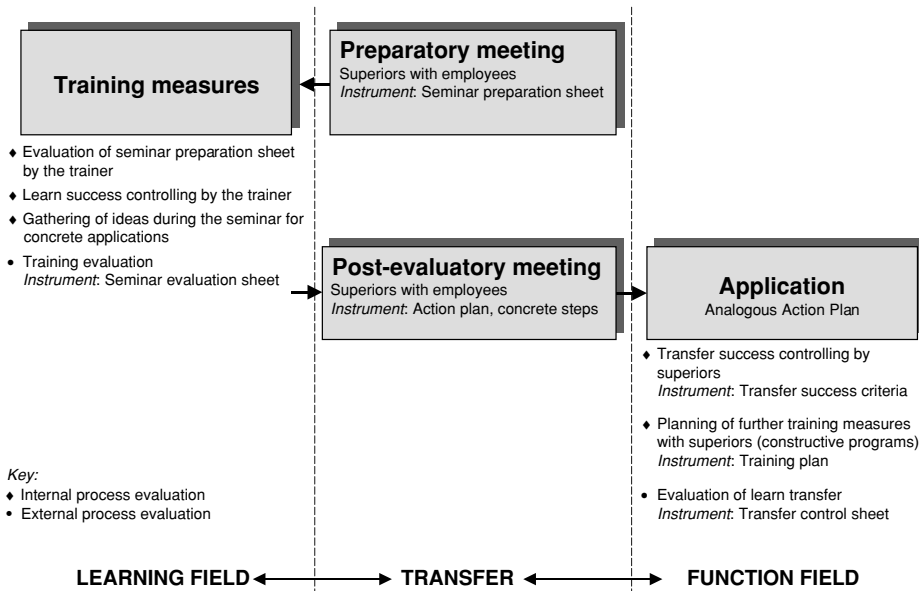 Training measures
♦ Evaluation of seminar preparation sheet
by the trainer
♦ Learn success controlling by the trainer
♦ Gathering of ideas during the seminar for
concrete applications
• Training evaluation
Instrument: Seminar evaluation sheet
Preparatory meeting
Superiors with employees
Instrument: Seminar preparation sheet
Post-evaluatory meeting
Superiors with employees
Instrument: Action plan, concrete steps
Application
Analogous Action Plan
♦ Transfer success controlling by
superiors
Instrument: Transfer success criteria
♦ Planning of further training measures
with superiors (constructive programs)
Instrument: Training plan
• Evaluation of learn transfer
Instrument: Transfer control sheet
Key:
♦ Internal process evaluation
• External process evaluation
LEARNING FIELD
TRANSFER
FUNCTION FIELD